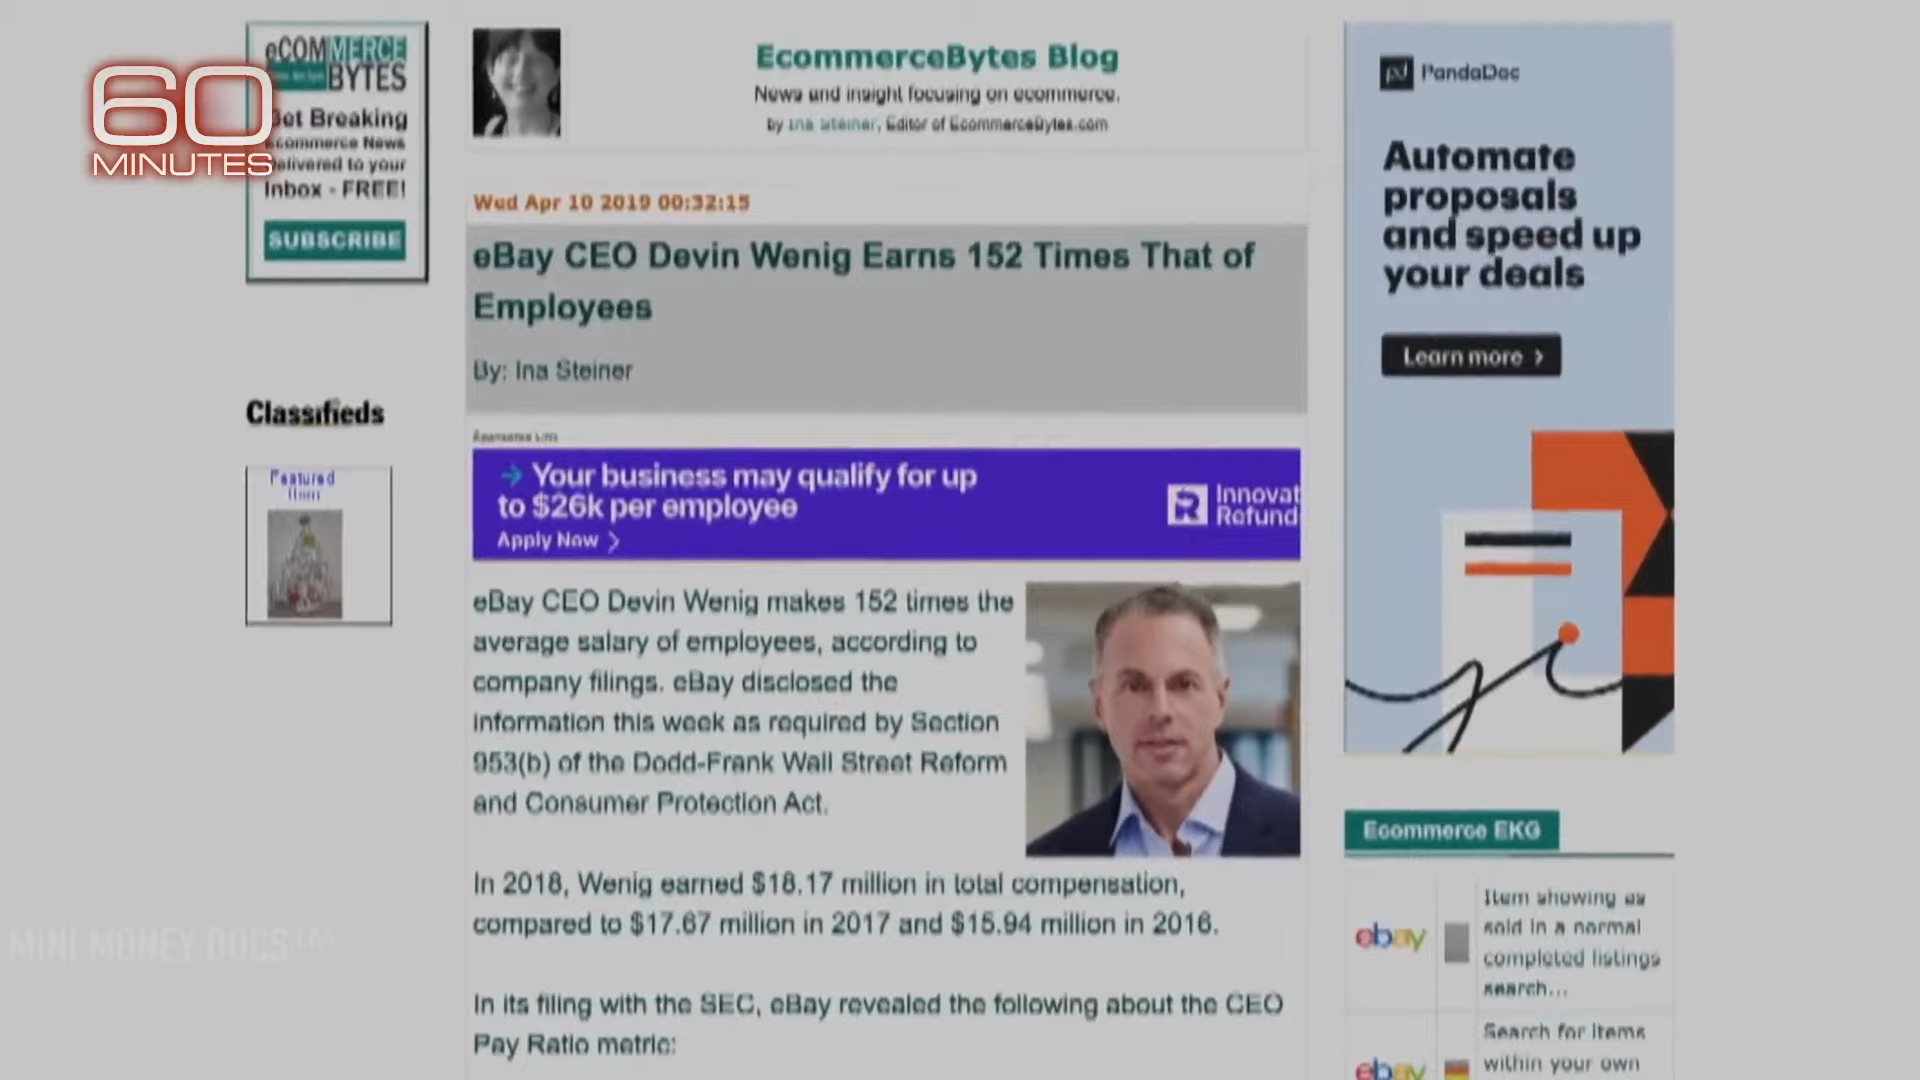 60
MINUTES
eCOMMERCE
BYTES
Get Breaking
Ecommerce News
Delivered to your
Inbox - FREE!
SUBSCRIBE
Classifieds
Featured
Item
EcommerceBytes Blog
News and insight focusing on ecommerce.
by Ina Steiner, Editor of EcommerceBytes.com
Wed Apr 10 2019 00:32:15
eBay CEO Devin Wenig Earns 152 Times That of
Employees
By: Ina Steiner
Sponsored Link
→ Your business may qualify for up
to $26k per employee
Apply Now >
Innovat
Refund
eBay CEO Devin Wenig makes 152 times the
average salary of employees, according to
company filings. eBay disclosed the
information this week as required by Section
953(b) of the Dodd-Frank Wall Street Reform
and Consumer Protection Act.
In 2018, Wenig earned $18.17 million in total compensation,
compared to $17.67 million in 2017 and $15.94 million in 2016.
In its filing with the SEC, eBay revealed the following about the CEO
Pay Ratio metric:
pd PandaDoc
Automate
proposals
and speed up
your deals
Learn more >
Ecommerce EKG
ebay
Item showing as
sold in a normal
completed listings
search...
ebay
Search for items
within your own
MINI MONEY DOCS™